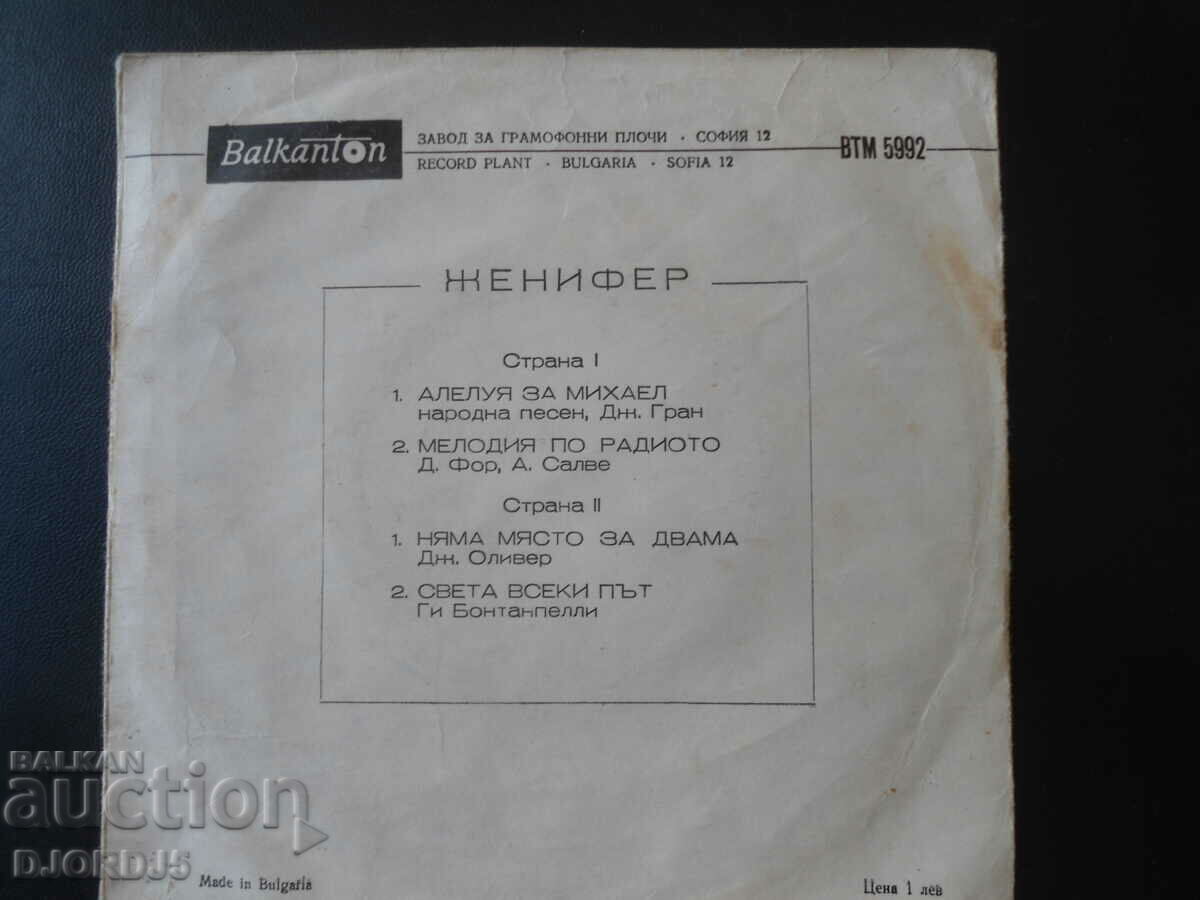 Balkanton
ЗАВОД ЗА ГРАМОФОННИ ПЛОЧИ · СОФИЯ 12
RECORD PLANT · BULGARIA · SOFIA 12
ВТМ 5992
ЖЕНИФЕР
Страна I
1. АЛЕЛУЯ ЗА МИХАЕЛ
народна песен, Дж. Гран
2. МЕЛОДИЯ ПО РАДИОТО
Д. Фор, А. Салве
Страна II
1. НЯМА МЯСТО ЗА ДВАМА
Дж. Оливер
2. СВЕТА ВСЕКИ ПЪТ
Ги Бонтанпелли
BALKAN
auction
DJORDJ5
Made in Bulgaria
Цена 1 лев